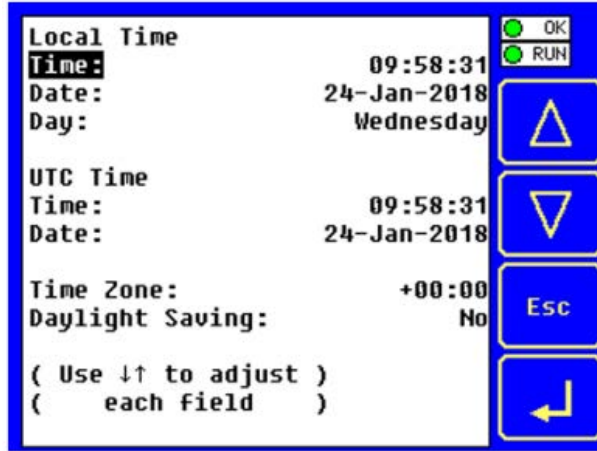 Local Time
Time: 09:58:31
Date: 24-Jan-2018
Day: Wednesday
UTC Time
Time: 09:58:31
Date: 24-Jan-2018
Time Zone: +00:00
Daylight Saving: No
( Use ↓↑ to adjust )
( each field )
OK
RUN
Esc